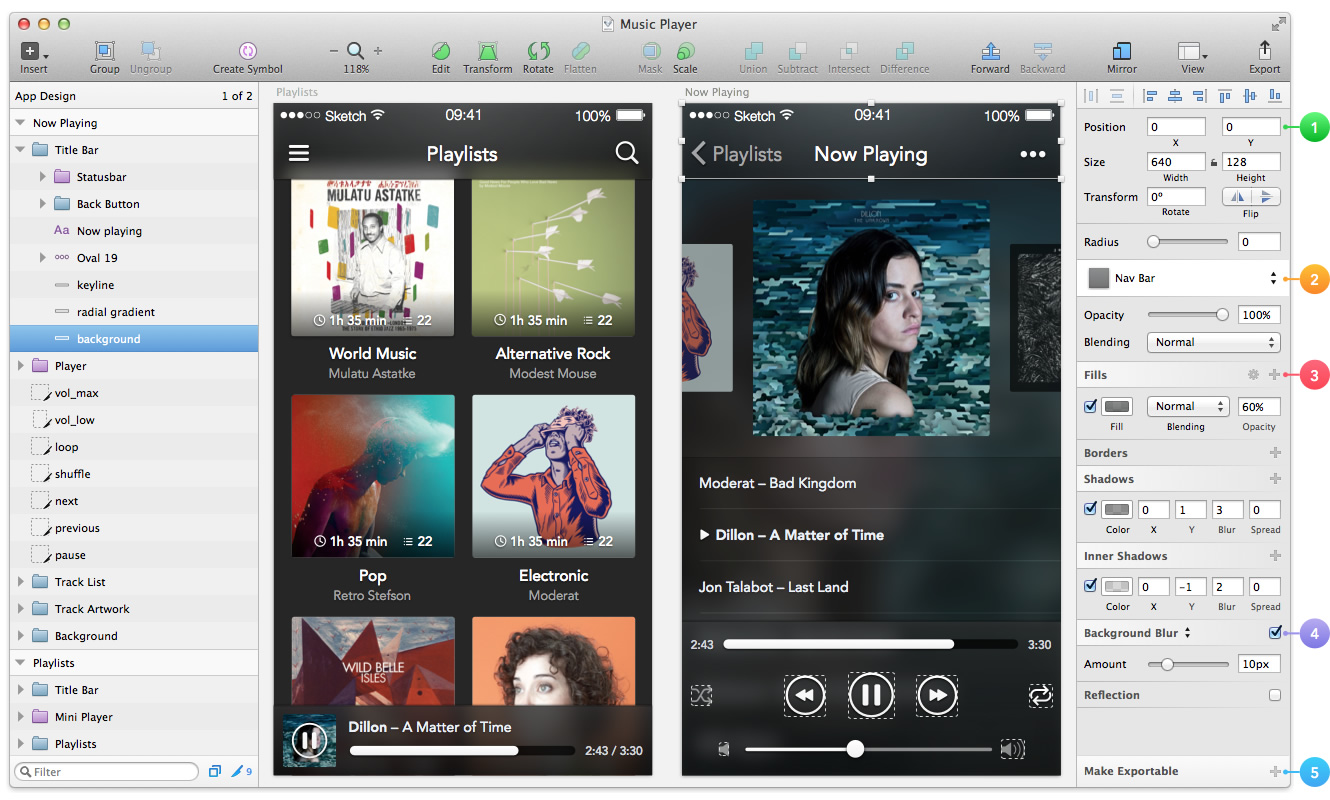 Music Player
Insert
Group
Ungroup
Create Symbol
118%
Edit
Transform
Rotate
Flatten
Mask
Scale
Union
Subtract
Intersect
Difference
Forward
Backward
Mirror
View
Export
App Design
1 of 2
Now Playing
Title Bar
Statusbar
Back Button
Aa Now playing
Oval 19
keyline
radial gradient
background
Player
vol_max
vol_low
loop
shuffle
next
previous
pause
Track List
Track Artwork
Background
Playlists
Title Bar
Mini Player
Playlists
Filter
9
Playlists
Sketch
09:41
100%
Playlists
MULATU ASTATKE
1h 35 min
22
World Music
Mulatu Astatke
1h 35 min
22
Alternative Rock
Modest Mouse
1h 35 min
22
Pop
Retro Stefson
1h 35 min
22
Electronic
Moderat
WILD BELLE
ISLES
Dillon – A Matter of Time
2:43 / 3:30
Now Playing
Sketch
09:41
100%
Playlists
Now Playing
DILLON
THE UNKNOWN
Moderat – Bad Kingdom
Dillon – A Matter of Time
Jon Talabot – Last Land
2:43
3:30
Position
0
0
1
X
Y
Size
640
128
Width
Height
Transform
0º
Rotate
Flip
Radius
0
Nav Bar
2
Opacity
100%
Blending
Normal
Fills
3
Normal
60%
Fill
Blending
Opacity
Borders
Shadows
0
1
3
0
Color
X
Y
Blur
Spread
Inner Shadows
0
-1
2
0
Color
X
Y
Blur
Spread
Background Blur
4
Amount
10px
Reflection
Make Exportable
5